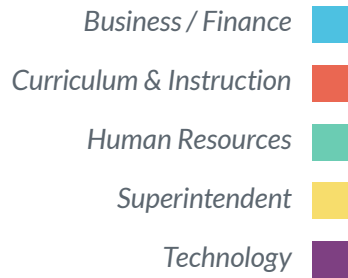 Business / Finance
Curriculum & Instruction
Human Resources
Superintendent
Technology